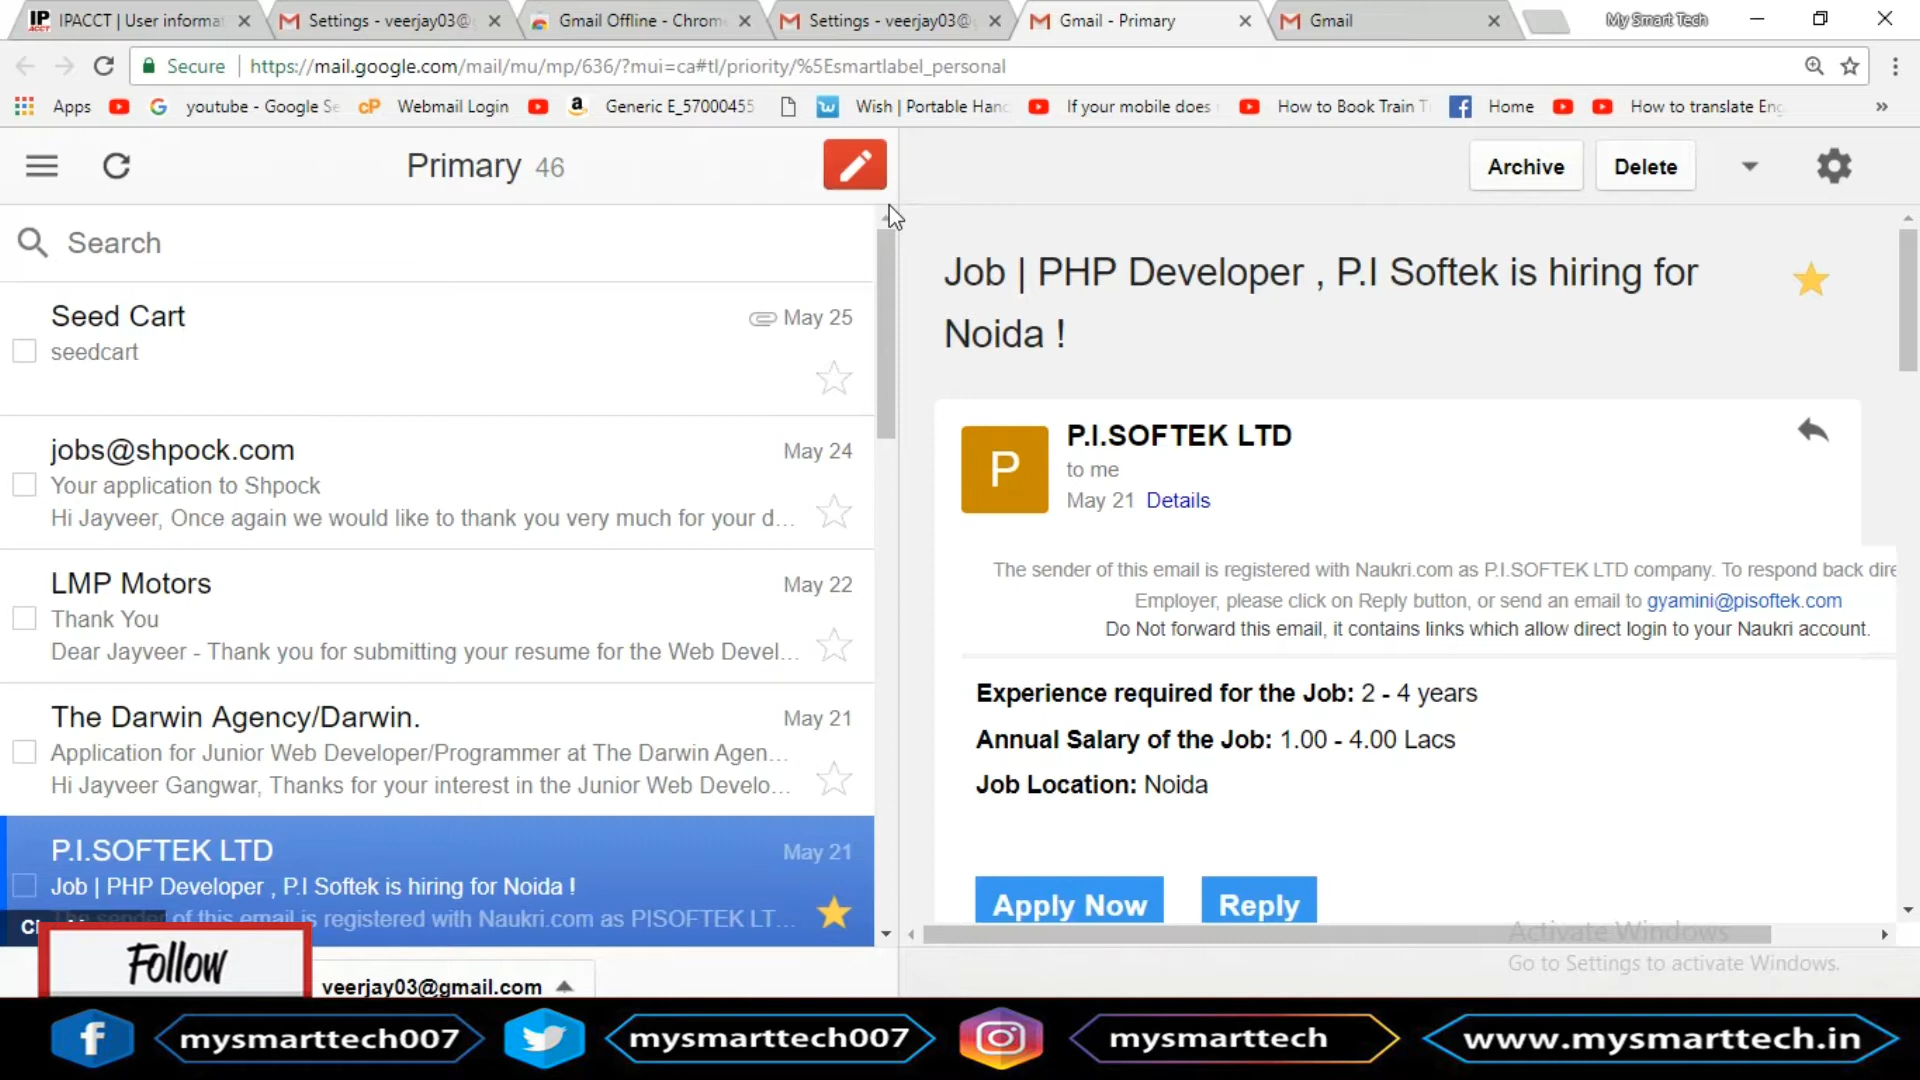 IPACCT | User informa
Settings - veerjay03@g
Gmail Offline - Chrom
Settings - veerjay03@g
Gmail - Primary
Gmail
My Smart Tech
Secure | https://mail.google.com/mail/mu/mp/636/?mui=ca#tl/priority/%5Esmartlabel_personal
Apps
youtube - Google Se
Webmail Login
Generic E_57000455
Wish | Portable Hand
If your mobile does
How to Book Train T
Home
How to translate Eng
»
Primary 46
Archive
Delete
Search
Seed Cart
May 25
seedcart
jobs@shpock.com
May 24
Your application to Shpock
Hi Jayveer, Once again we would like to thank you very much for your d...
LMP Motors
May 22
Thank You
Dear Jayveer - Thank you for submitting your resume for the Web Devel...
The Darwin Agency/Darwin.
May 21
Application for Junior Web Developer/Programmer at The Darwin Agen...
Hi Jayveer Gangwar, Thanks for your interest in the Junior Web Develo...
P.I.SOFTEK LTD
May 21
Job | PHP Developer , P.I Softek is hiring for Noida !
The sender of this email is registered with Naukri.com as PISOFTEK LT...
Follow
veerjay03@gmail.com
Job | PHP Developer , P.I Softek is hiring for
Noida !
P
P.I.SOFTEK LTD
to me
May 21 Details
The sender of this email is registered with Naukri.com as P.I.SOFTEK LTD company. To respond back dire
Employer, please click on Reply button, or send an email to gyamini@pisoftek.com
Do Not forward this email, it contains links which allow direct login to your Naukri account.
Experience required for the Job: 2 - 4 years
Annual Salary of the Job: 1.00 - 4.00 Lacs
Job Location: Noida
Apply Now
Reply
Activate Windows
Go to Settings to activate Windows.
mysmarttech007
mysmarttech007
mysmarttech
www.mysmarttech.in